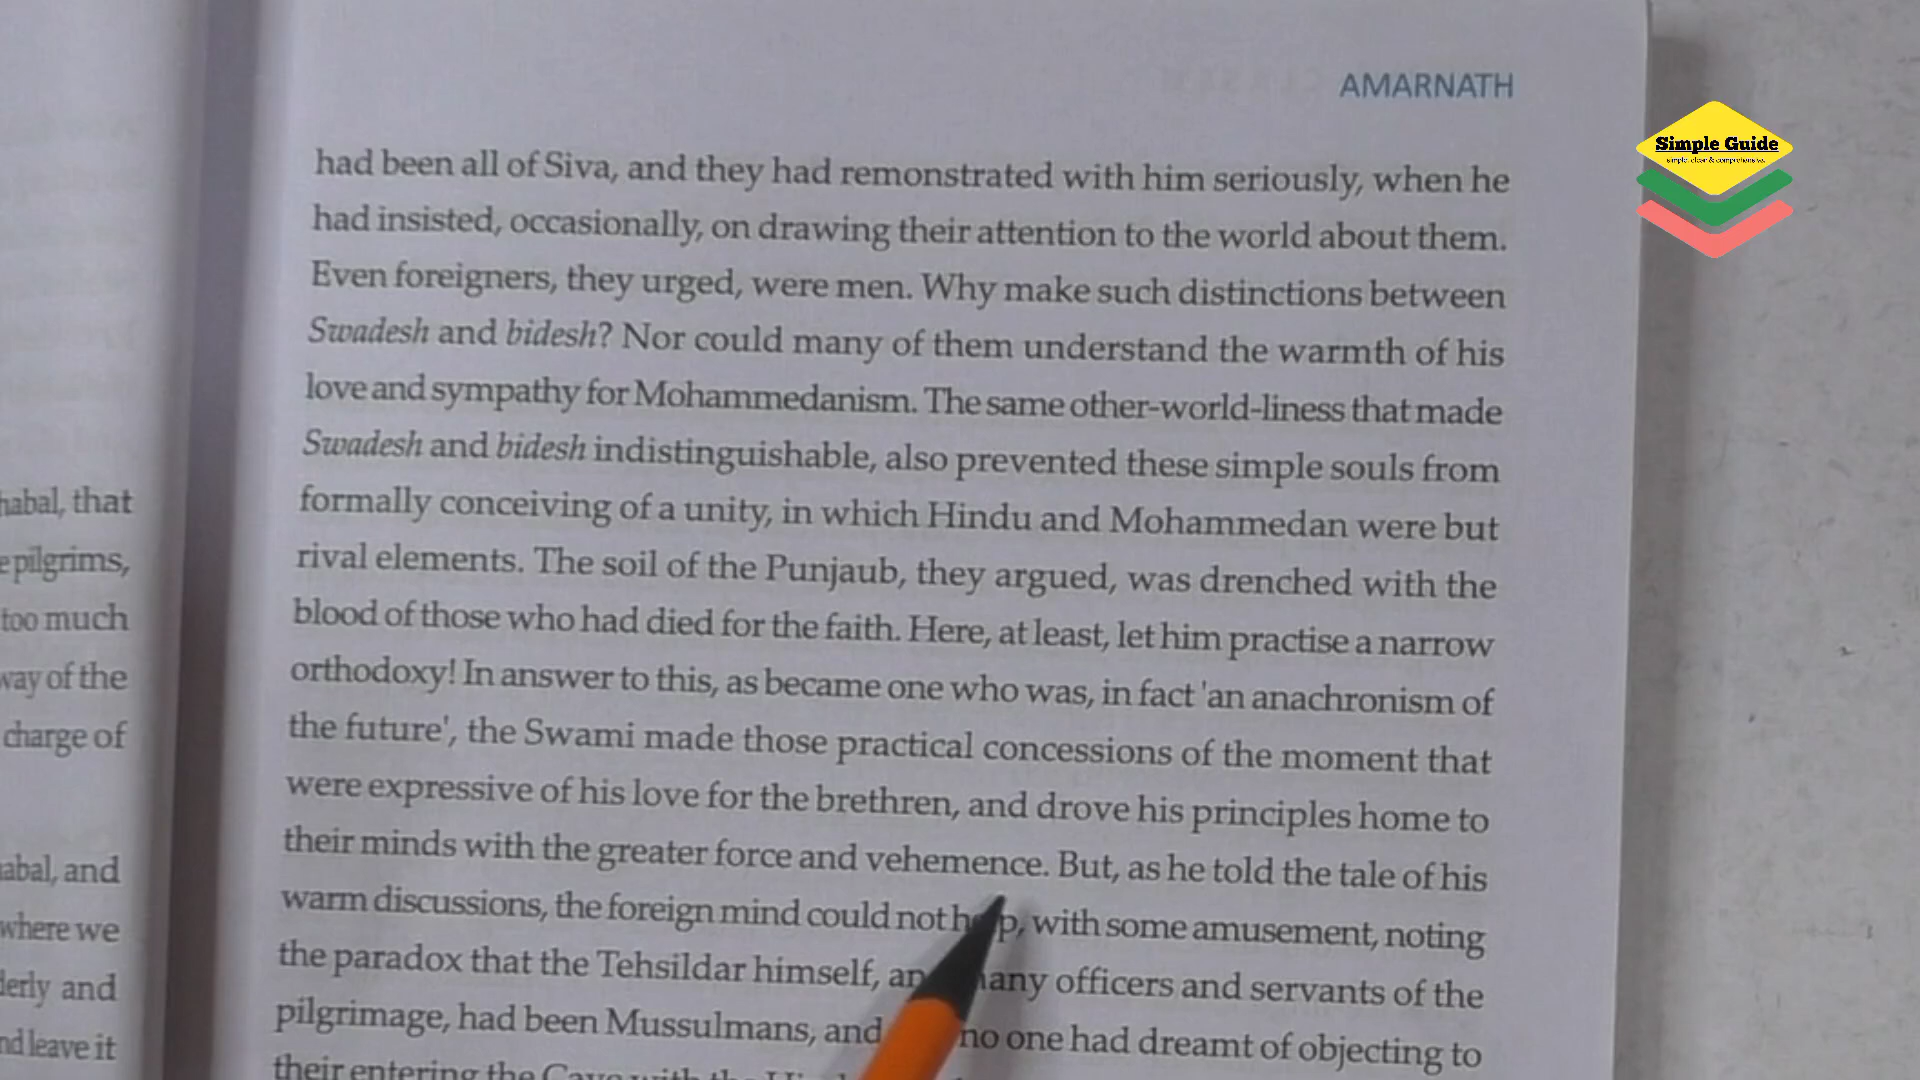 AMARNATH
Simple Guide
simple, clear & comprehensive.
had been all of Siva, and they had remonstrated with him seriously, when he
had insisted, occasionally, on drawing their attention to the world about them.
Even foreigners, they urged, were men. Why make such distinctions between
Swadesh and bidesh? Nor could many of them understand the warmth of his
love and sympathy for Mohammedanism. The same other-world-liness that made
Swadesh and bidesh indistinguishable, also prevented these simple souls from
formally conceiving of a unity, in which Hindu and Mohammedan were but
rival elements. The soil of the Punjaub, they argued, was drenched with the
blood of those who had died for the faith. Here, at least, let him practise a narrow
orthodoxy! In answer to this, as became one who was, in fact 'an anachronism of
the future', the Swami made those practical concessions of the moment that
were expressive of his love for the brethren, and drove his principles home to
their minds with the greater force and vehemence. But, as he told the tale of his
warm discussions, the foreign mind could not help, with some amusement, noting
the paradox that the Tehsildar himself, and many officers and servants of the
pilgrimage, had been Mussulmans, and no one had dreamt of objecting to
their entering the Cave with the
habal, that
pilgrims,
too much
way of the
charge of
abal, and
where we
derly and
nd leave it